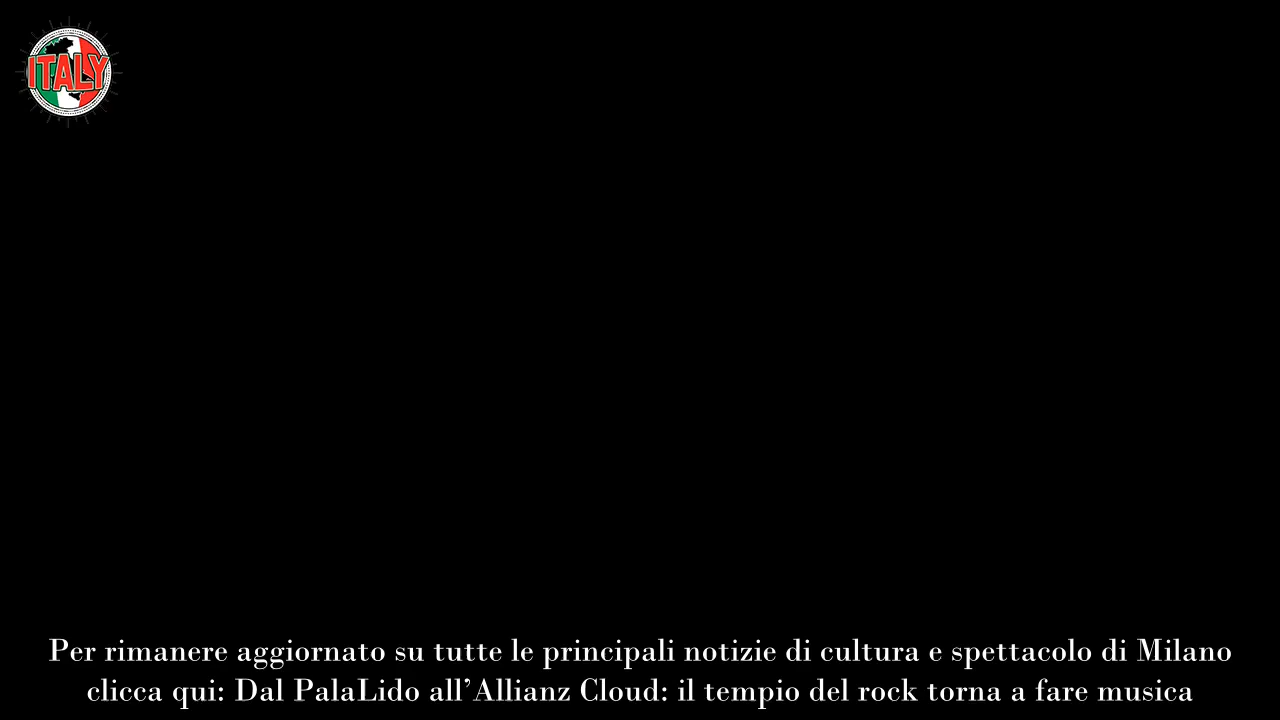 ITALY
Per rimanere aggiornato su tutte le principali notizie di cultura e spettacolo di Milano
clicca qui: Dal PalaLido all’Allianz Cloud: il tempio del rock torna a fare musica